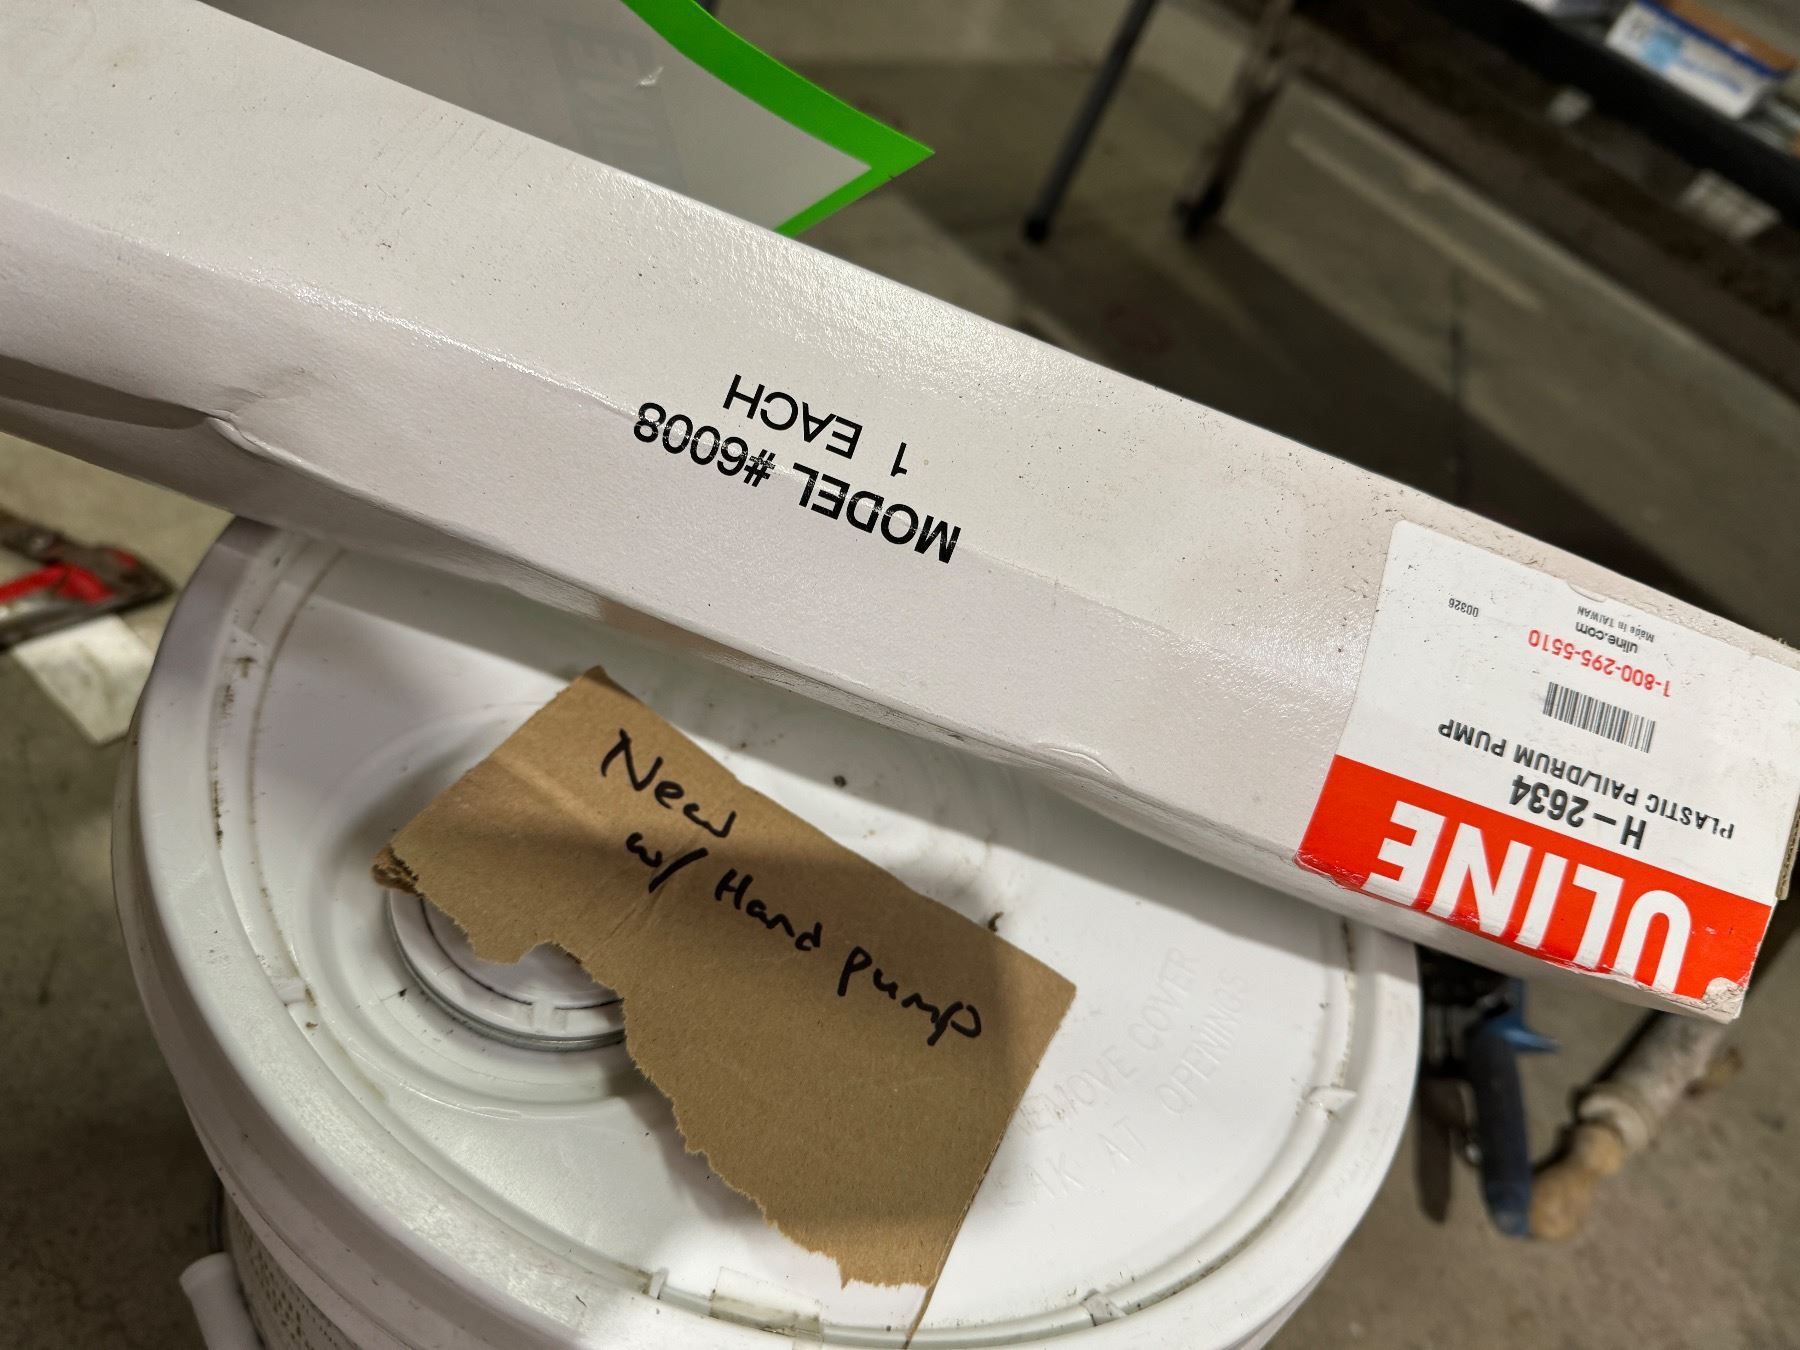 MODEL #6008
1 EACH
ULINE
H-2634
PLASTIC PAIL/DRUM PUMP
1-800-295-5510
uline.com
Made in TAIWAN
00326
New
w/ Hand pump
COVER
AT OPENINGS